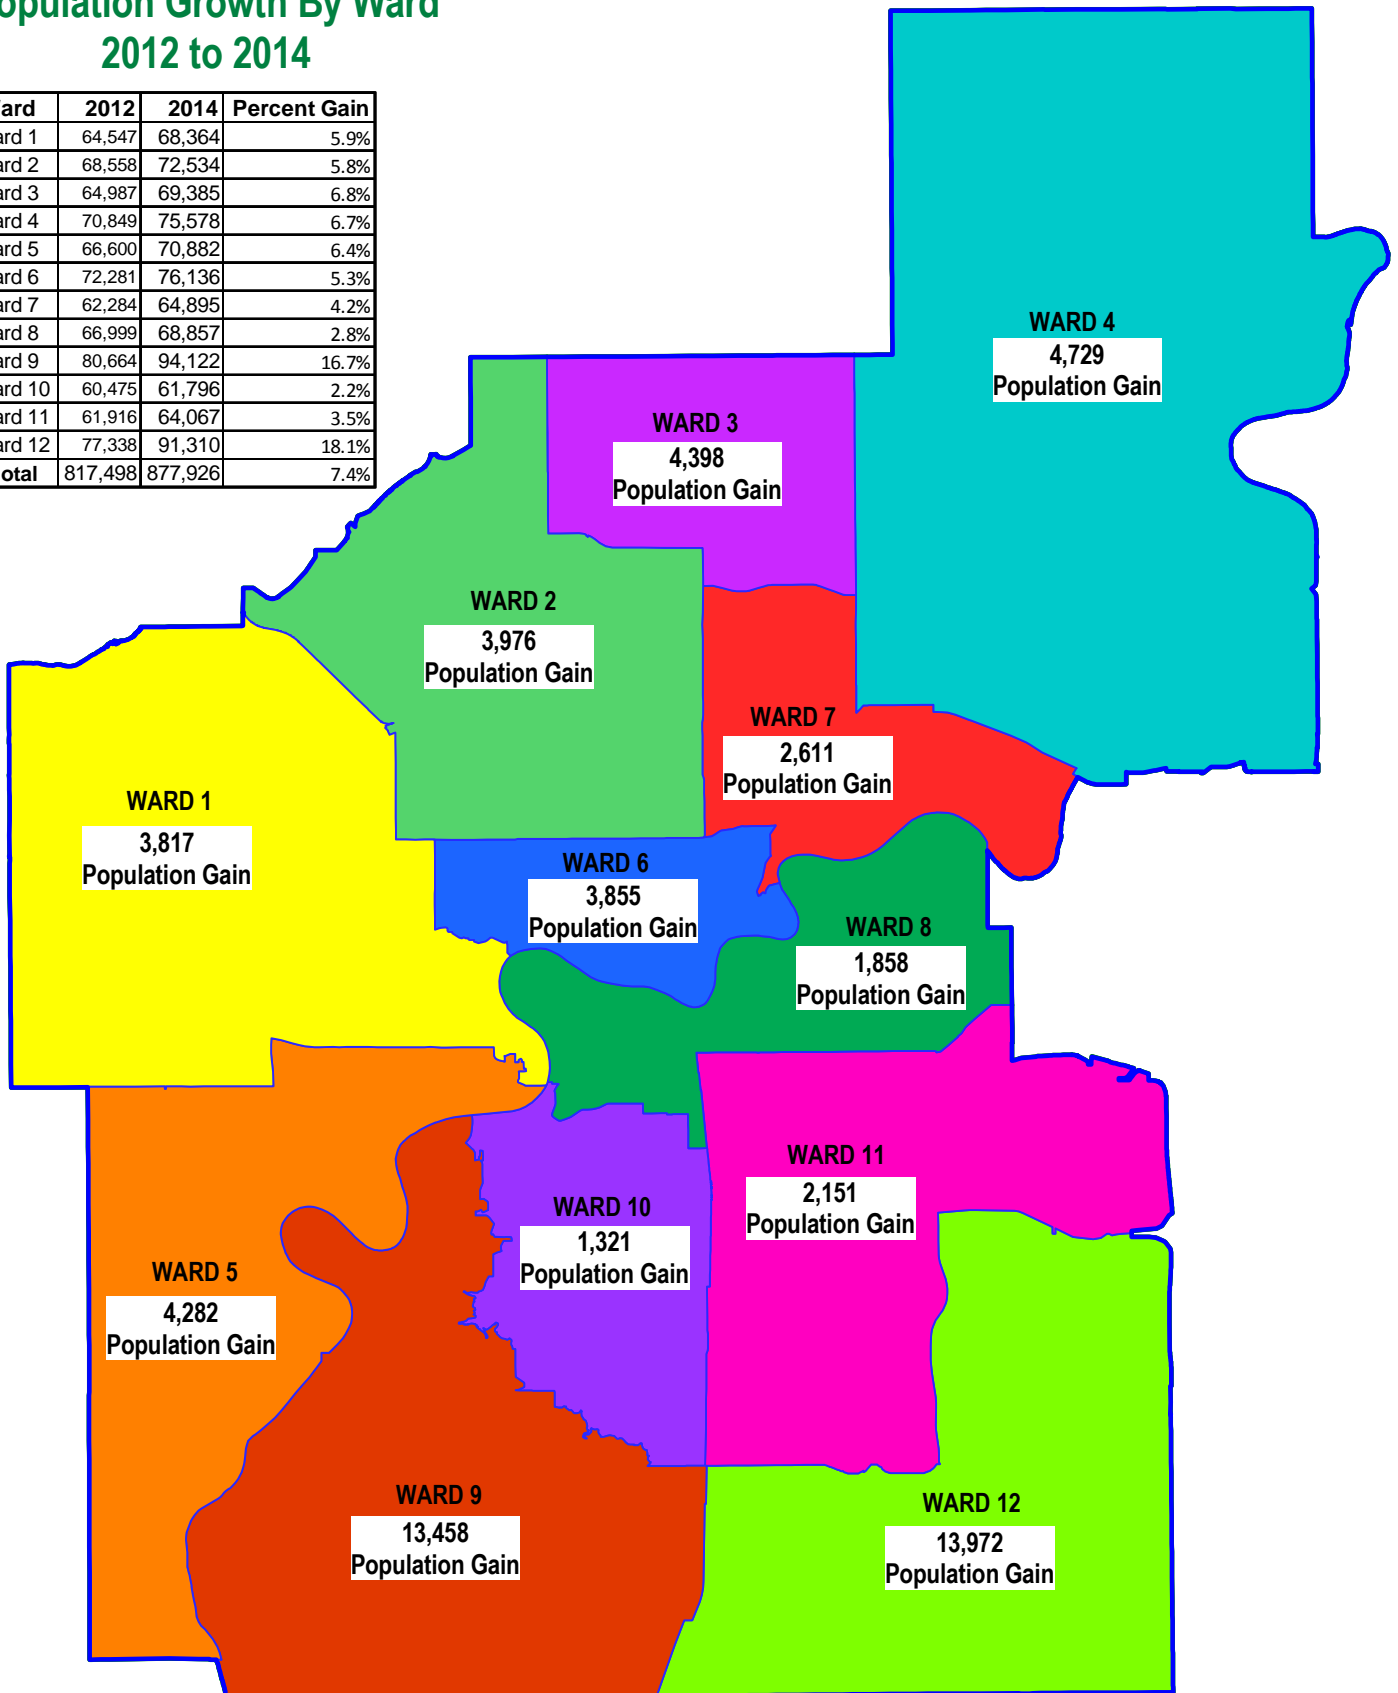 opulation Growth By Ward
2012 to 2014
ard 2012 2014 Percent Gain
ard 1 64,547 68,364 5.9%
ard 2 68,558 72,534 5.8%
ard 3 64,987 69,385 6.8%
ard 4 70,849 75,578 6.7%
ard 5 66,600 70,882 6.4%
ard 6 72,281 76,136 5.3%
ard 7 62,284 64,895 4.2%
ard 8 66,999 68,857 2.8%
ard 9 80,664 94,122 16.7%
ard 10 60,475 61,796 2.2%
ard 11 61,916 64,067 3.5%
ard 12 77,338 91,310 18.1%
otal 817,498 877,926 7.4%
WARD 4
4,729
Population Gain
WARD 3
4,398
Population Gain
WARD 2
3,976
Population Gain
WARD 7
2,611
Population Gain
WARD 1
3,817
Population Gain
WARD 6
3,855
Population Gain
WARD 8
1,858
Population Gain
WARD 11
2,151
Population Gain
WARD 10
1,321
Population Gain
WARD 5
4,282
Population Gain
WARD 9
13,458
Population Gain
WARD 12
13,972
Population Gain